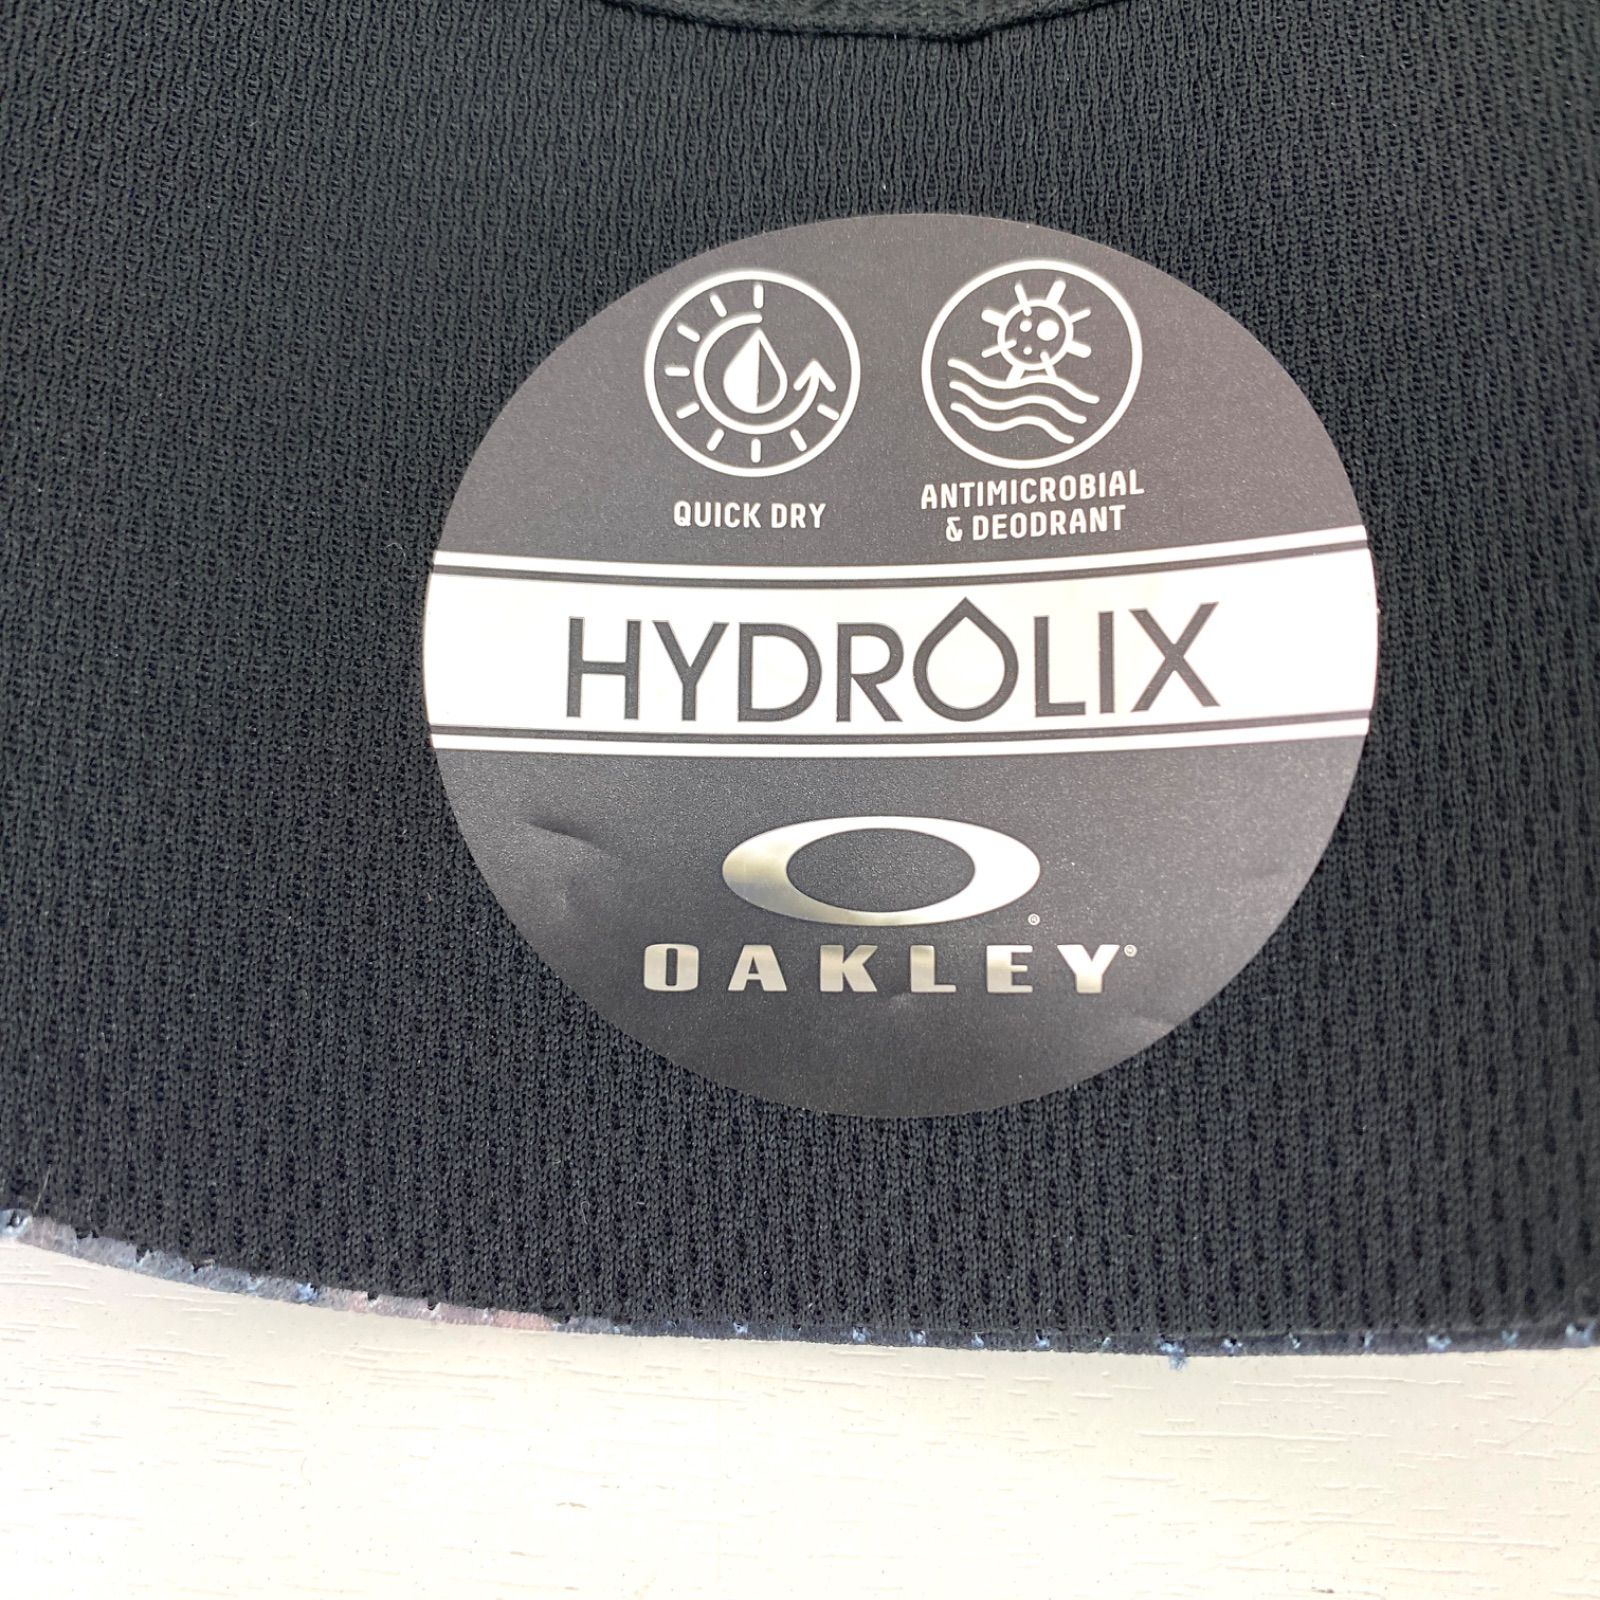 QUICK DRY
ANTIMICROBIAL
& DEODRANT
HYDROLIX
OAKLEY®